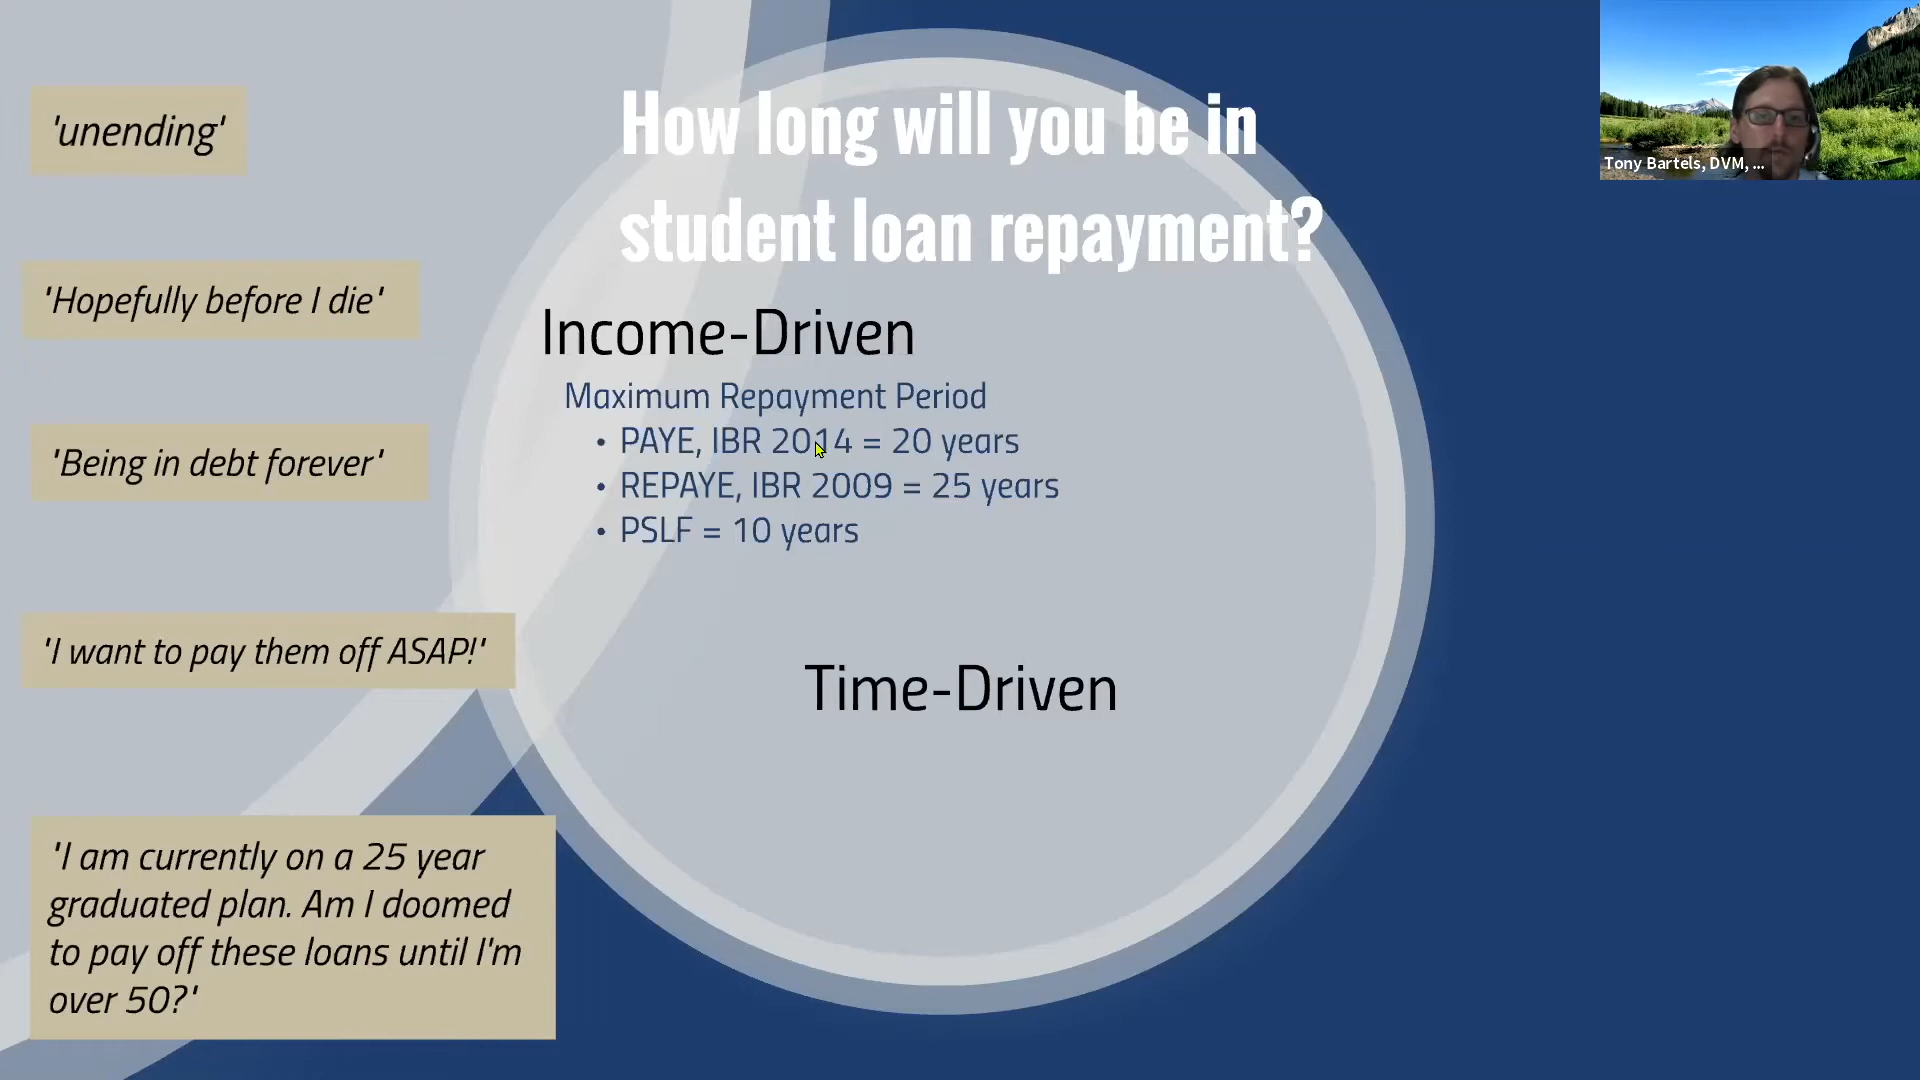 How long will you be in
student loan repayment?
'unending'
'Hopefully before I die'
'Being in debt forever'
'I want to pay them off ASAP!'
'I am currently on a 25 year
graduated plan. Am I doomed
to pay off these loans until I'm
over 50?'
Income-Driven
Maximum Repayment Period
• PAYE, IBR 2014 = 20 years
• REPAYE, IBR 2009 = 25 years
• PSLF = 10 years
Time-Driven
Tony Bartels, DVM, ...